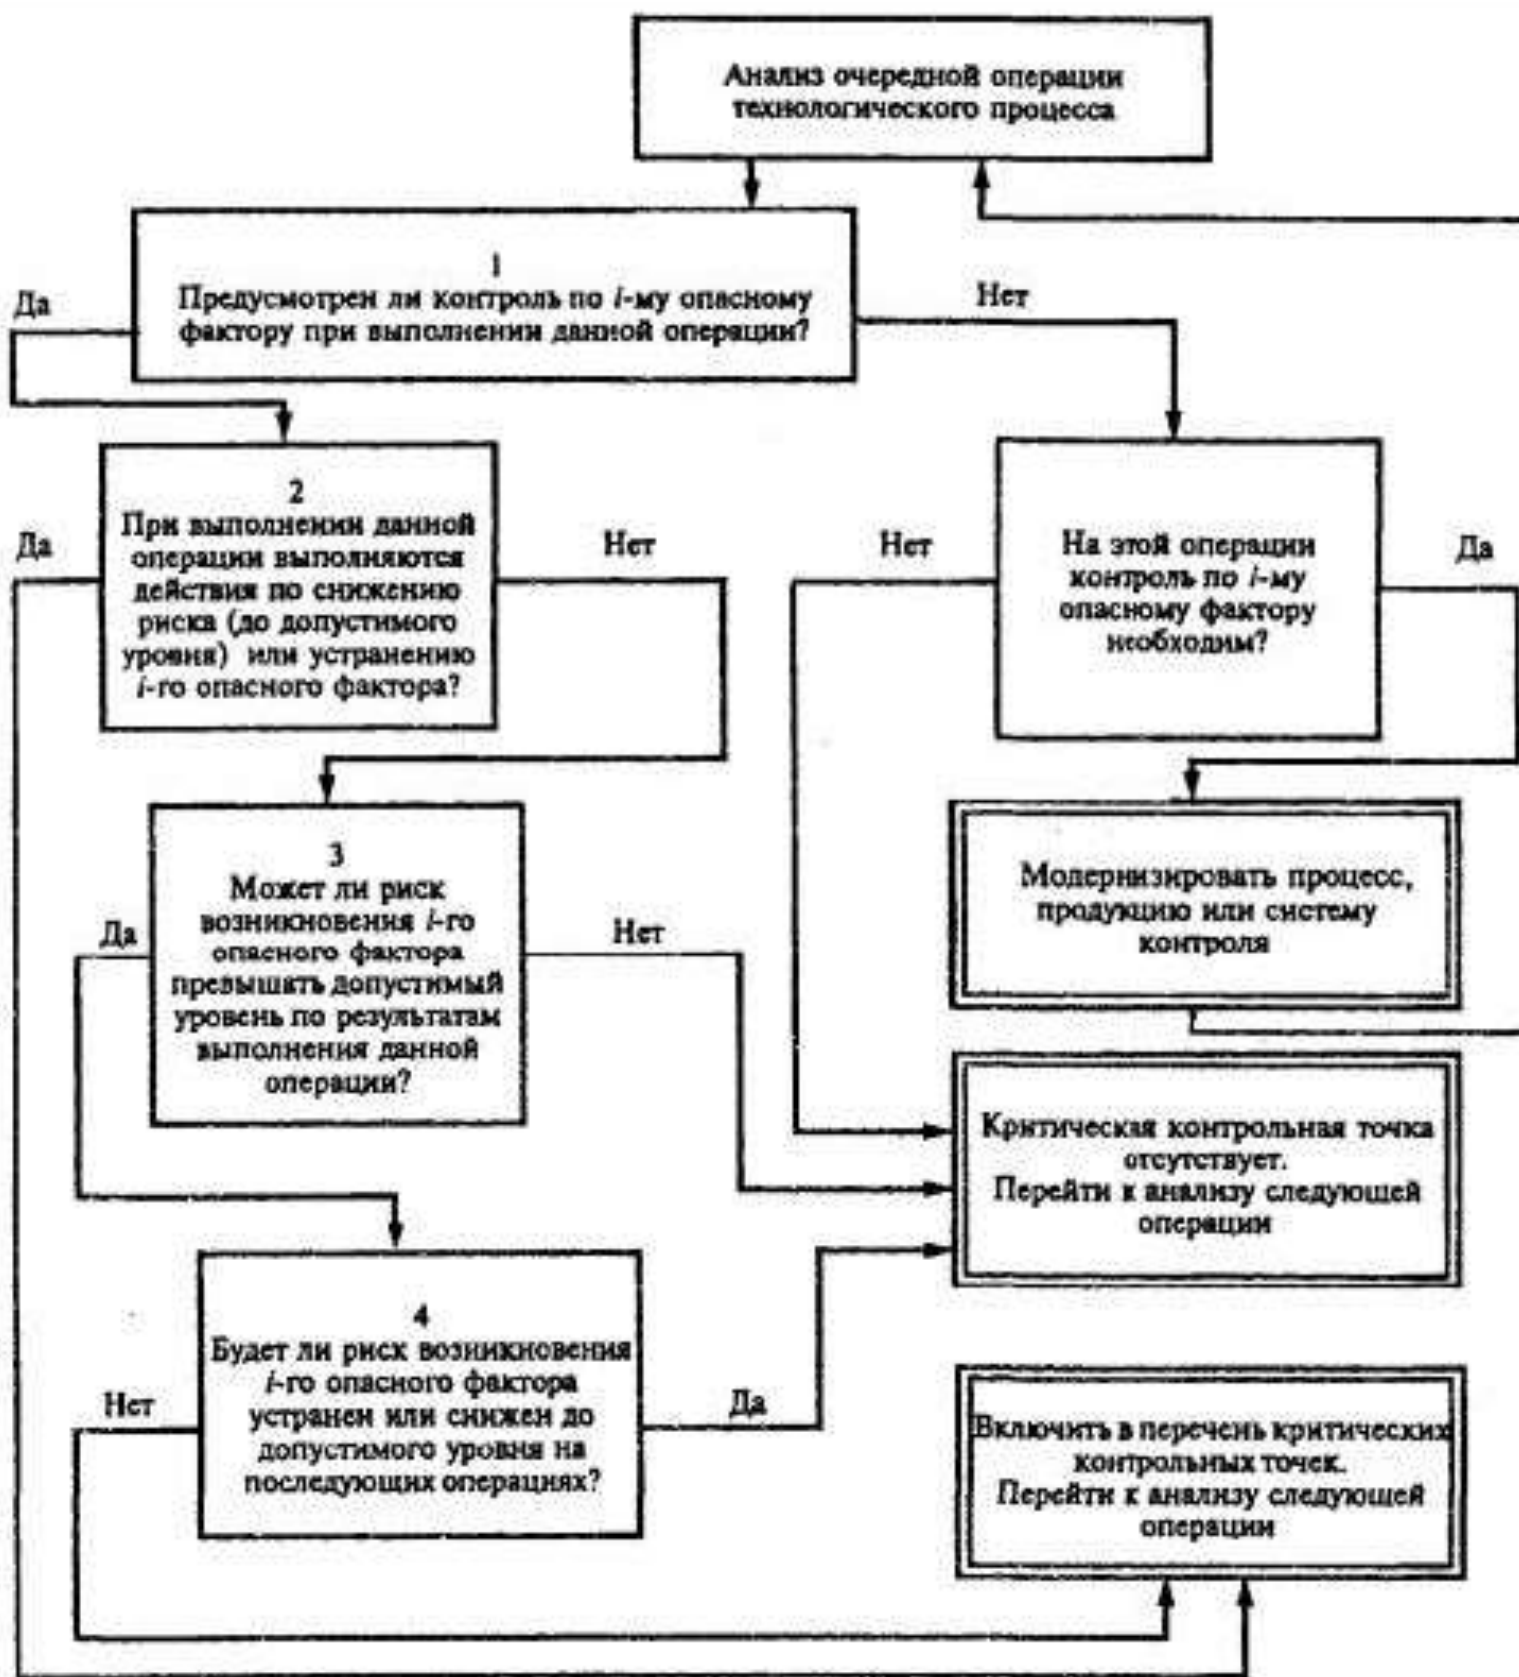 Анализ очередной операции
технологического процесса
1
Предусмотрен ли контроль по i-му опасному
фактору при выполнении данной операции?
Да
Нет
2
При выполнении данной
операции выполняются
действия по снижению
риска (до допустимого
уровня) или устранению
i-го опасного фактора?
Да
Нет
На этой операции
контроль по i-му
опасному фактору
необходим?
Нет
Да
3
Может ли риск
возникновения i-го
опасного фактора
превышать допустимый
уровень по результатам
выполнения данной
операции?
Да
Нет
Модернизировать процесс,
продукцию или систему
контроля
Критическая контрольная точка
отсутствует.
Перейти к анализу следующей
операции
4
Будет ли риск возникновения
i-го опасного фактора
устранен или снижен до
допустимого уровня на
последующих операциях?
Нет
Да
Включить в перечень критических
контрольных точек.
Перейти к анализу следующей
операции